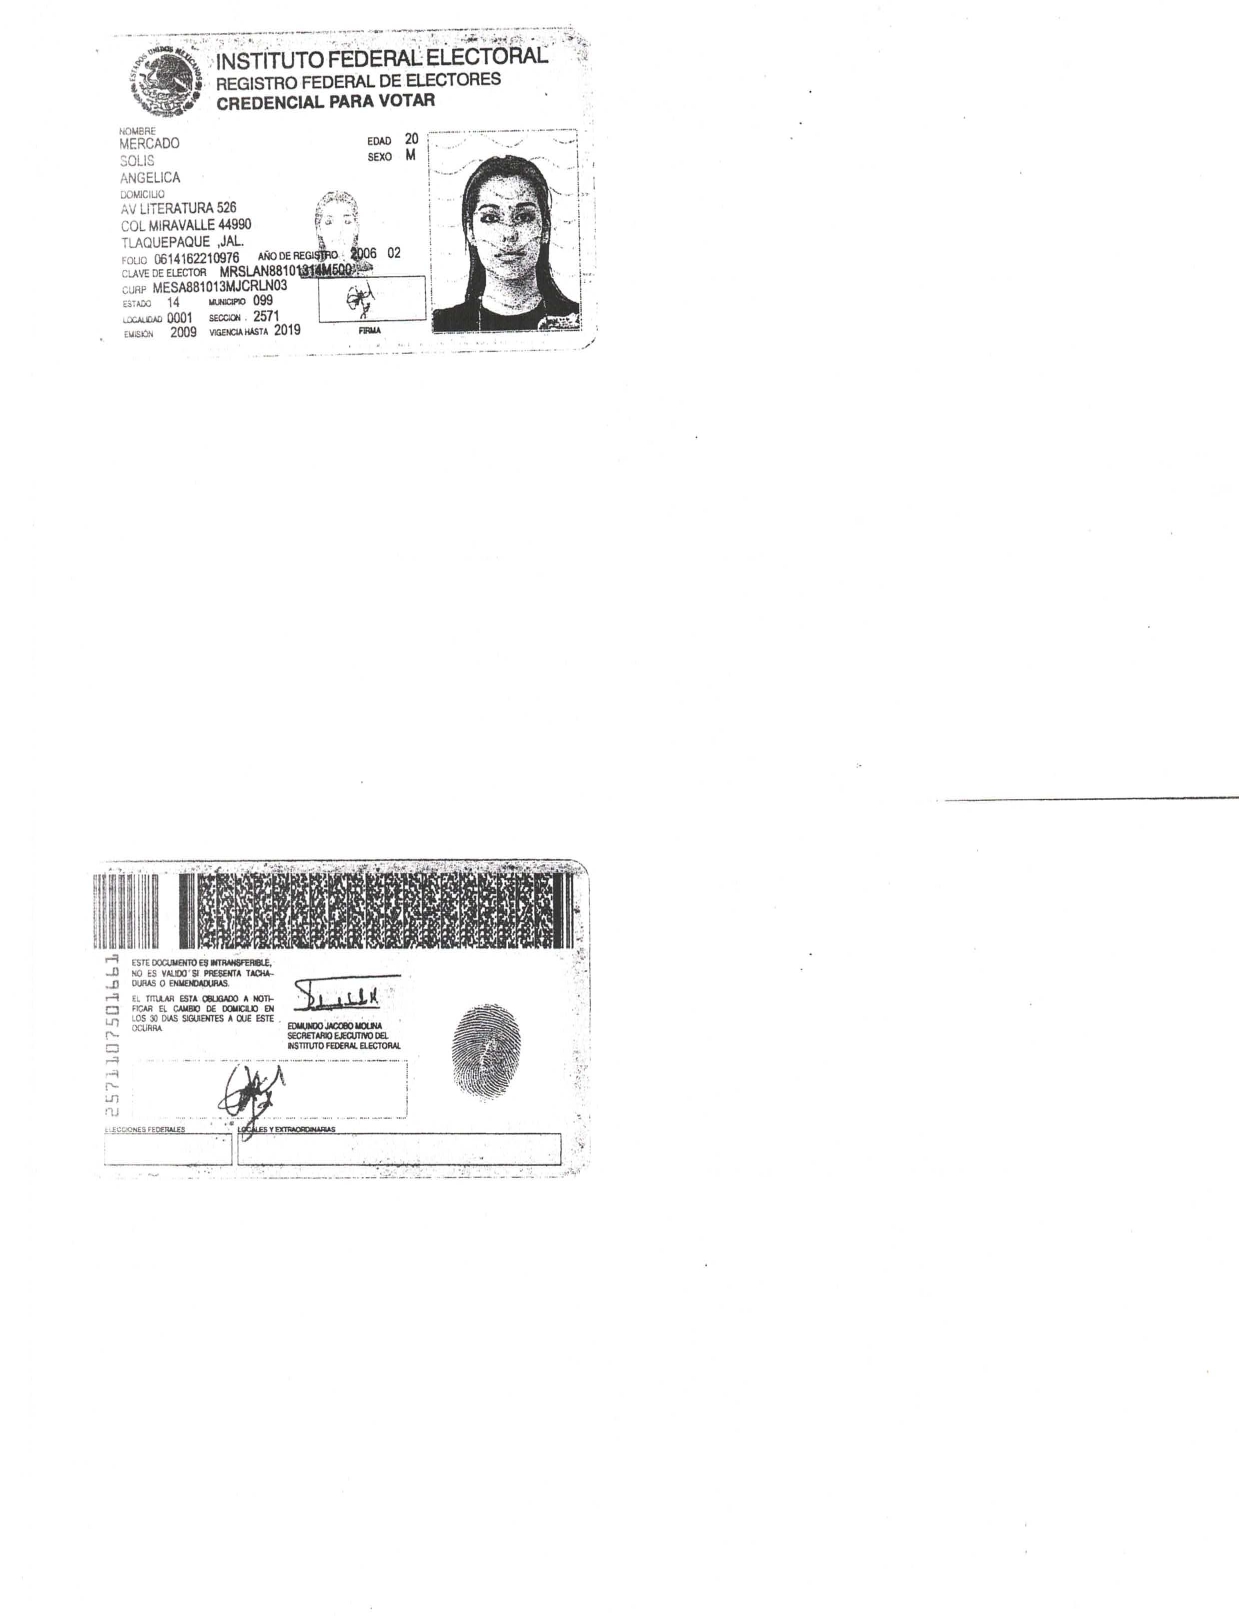 ESTADOS UNIDOS MEXICANOS
INSTITUTO FEDERAL ELECTORAL
REGISTRO FEDERAL DE ELECTORES
CREDENCIAL PARA VOTAR
NOMBRE
MERCADO
SOLIS
ANGELICA
EDAD 20
SEXO M
DOMICILIO
AV LITERATURA 526
COL MIRAVALLE 44990
TLAQUEPAQUE ,JAL.
FOLIO 0614162210976 AÑO DE REGISTRO 2006 02
CLAVE DE ELECTOR MRSLAN88101314M500
CURP MESA881013MJCRLN03
ESTADO 14 MUNICIPIO 099
LOCALIDAD 0001 SECCION 2571
EMISIÓN 2009 VIGENCIA HASTA 2019
FIRMA
2571107501661
ESTE DOCUMENTO ES INTRANSFERIBLE,
NO ES VALIDO SI PRESENTA TACHA-
DURAS O ENMENDADURAS.
EL TITULAR ESTA OBLIGADO A NOTI-
FICAR EL CAMBIO DE DOMICILIO EN
LOS 30 DIAS SIGUIENTES A QUE ESTE
OCURRA.
EDMUNDO JACOBO MOLINA
SECRETARIO EJECUTIVO DEL
INSTITUTO FEDERAL ELECTORAL
ELECCIONES FEDERALES
LOCALES Y EXTRAORDINARIAS